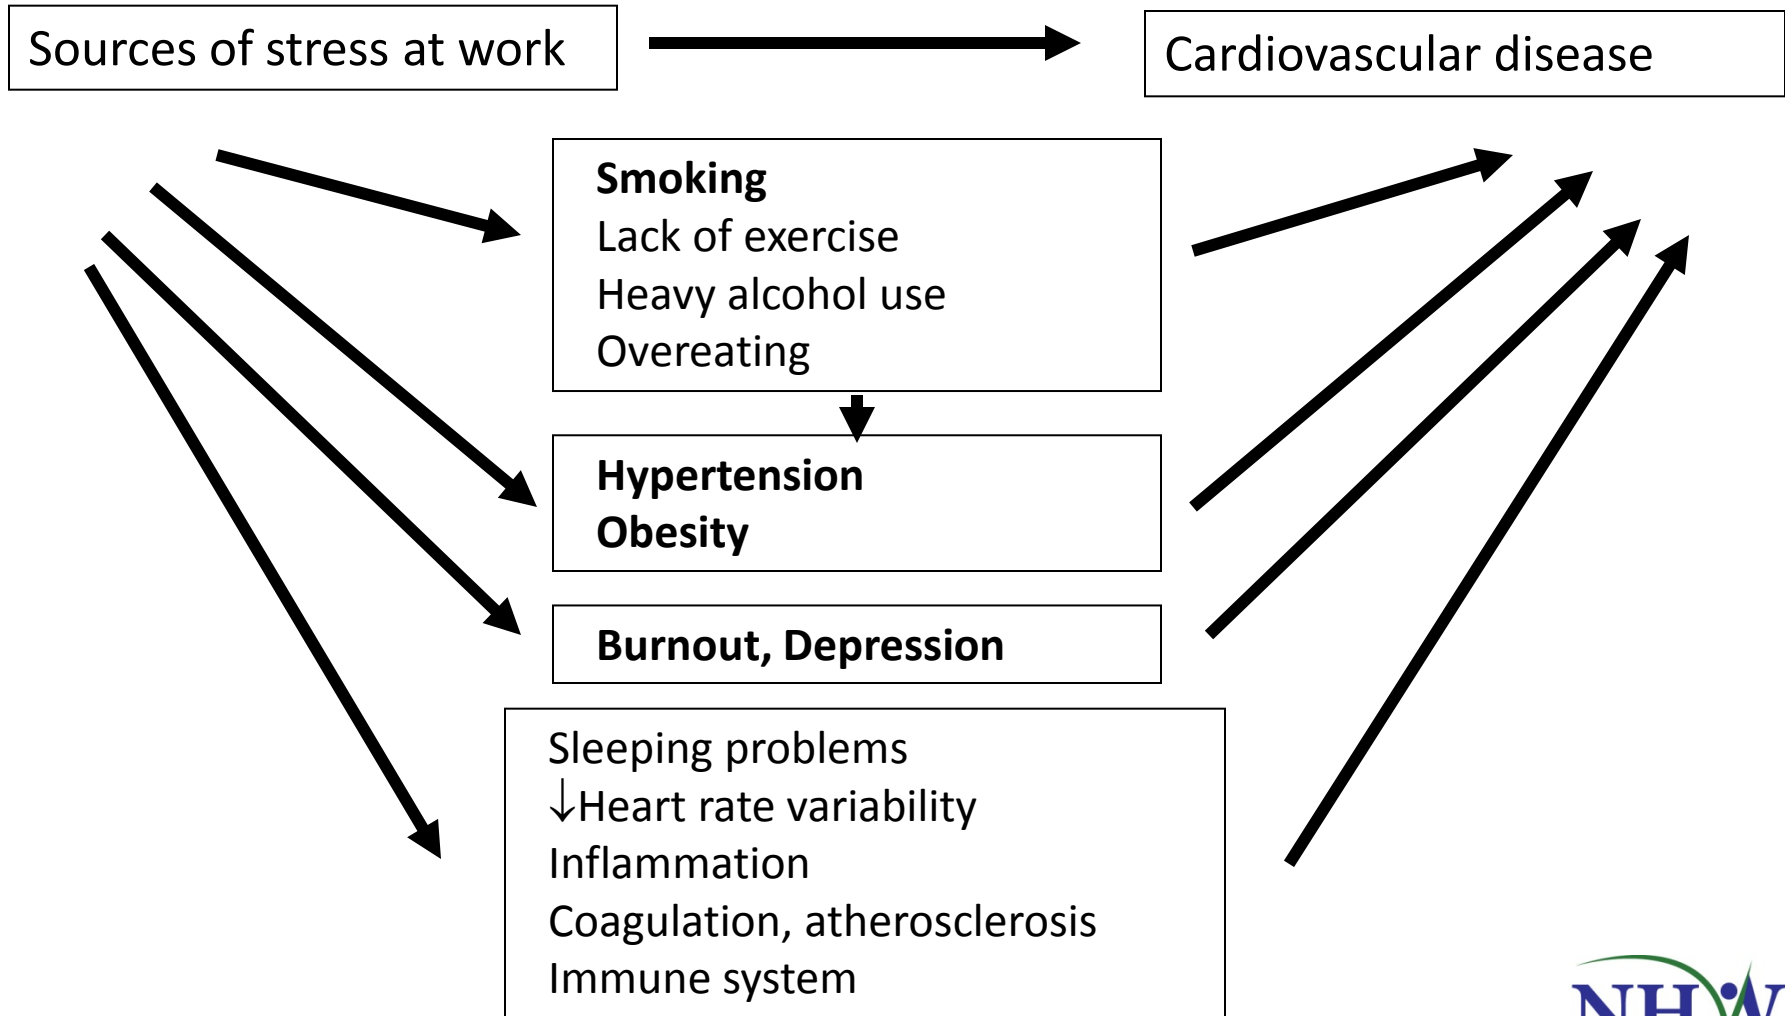 Sources of stress at work
Cardiovascular disease
Smoking
Lack of exercise
Heavy alcohol use
Overeating
Hypertension
Obesity
Burnout, Depression
Sleeping problems
↓Heart rate variability
Inflammation
Coagulation, atherosclerosis
Immune system
NHW